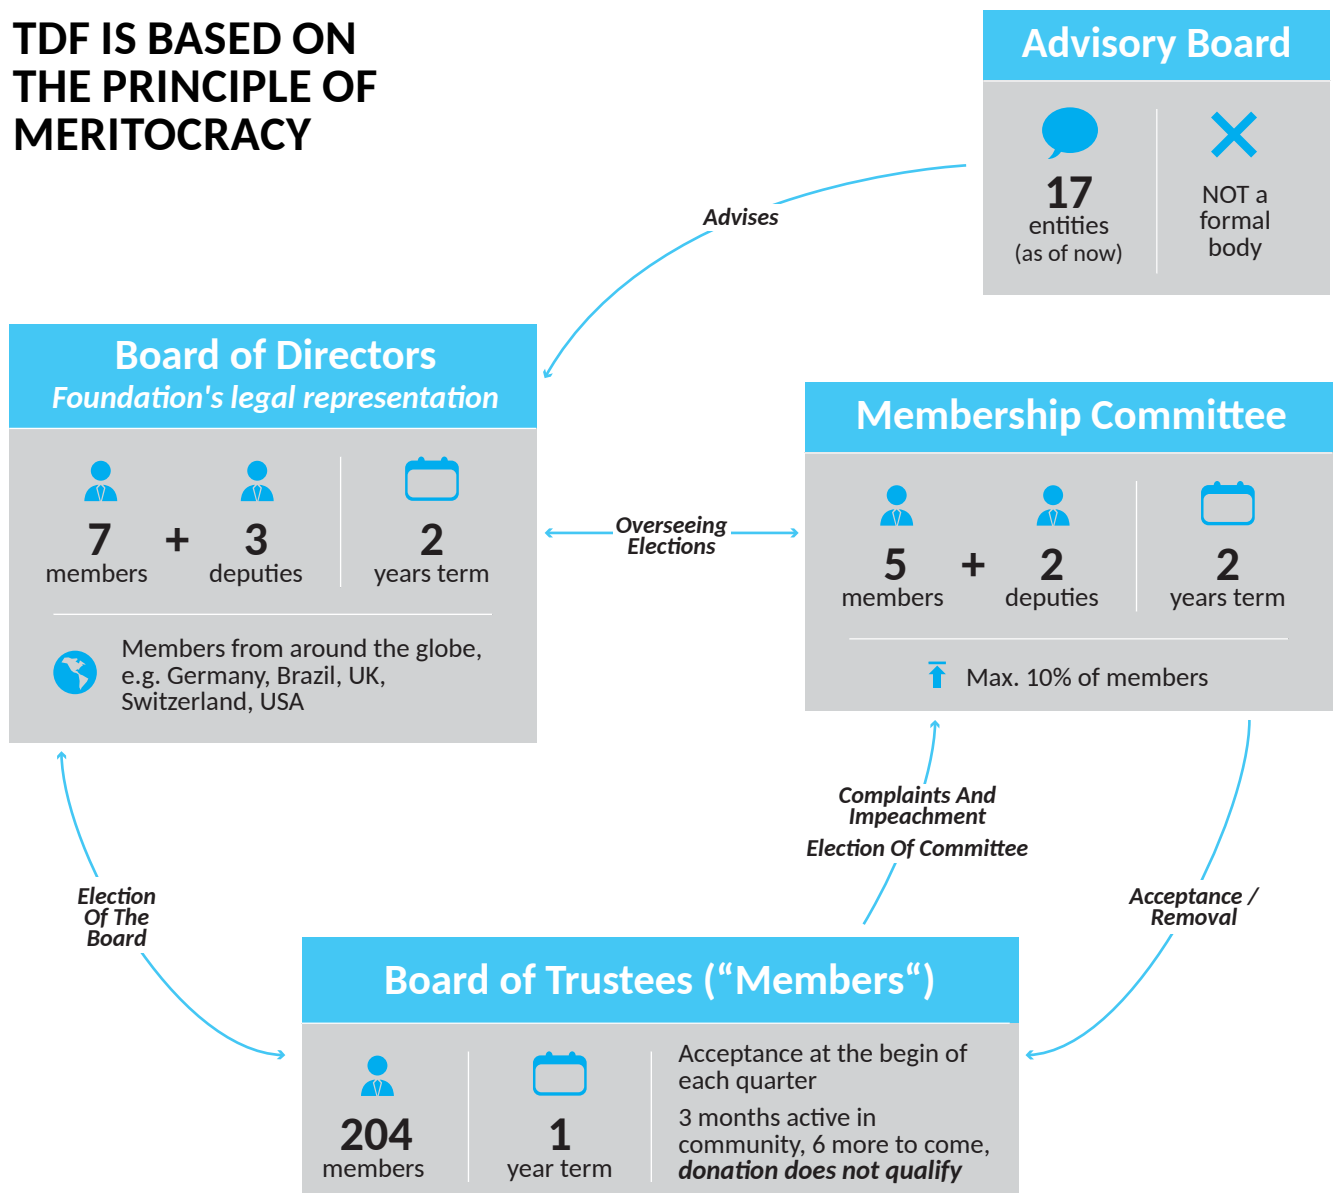 TDF IS BASED ON
THE PRINCIPLE OF
MERITOCRACY
Advisory Board
17
entities
(as of now)
NOT a
formal
body
Advises
Board of Directors
Foundation's legal representation
7
members
+
3
deputies
2
years term
Members from around the globe,
e.g. Germany, Brazil, UK,
Switzerland, USA
Overseeing
Elections
Membership Committee
5
members
+
2
deputies
2
years term
Max. 10% of members
Complaints And
Impeachment
Election Of Committee
Acceptance /
Removal
Election
Of The
Board
Board of Trustees (“Members“)
204
members
1
year term
Acceptance at the begin of
each quarter
3 months active in
community, 6 more to come,
donation does not qualify